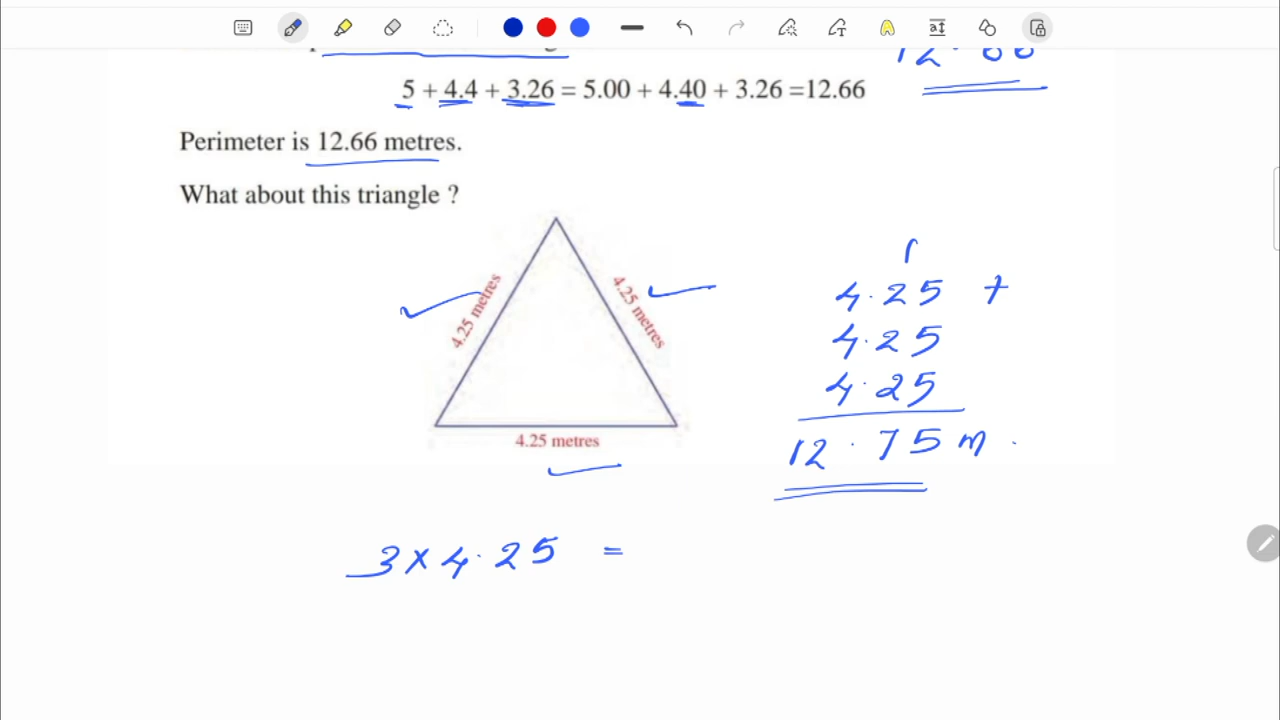 12.66
5 + 4.4 + 3.26 = 5.00 + 4.40 + 3.26 =12.66
Perimeter is 12.66 metres.
What about this triangle ?
4.25 metres
4.25 metres
4.25 metres
1
4.25 +
4.25
4.25
12.75 m.
3 × 4.25 =